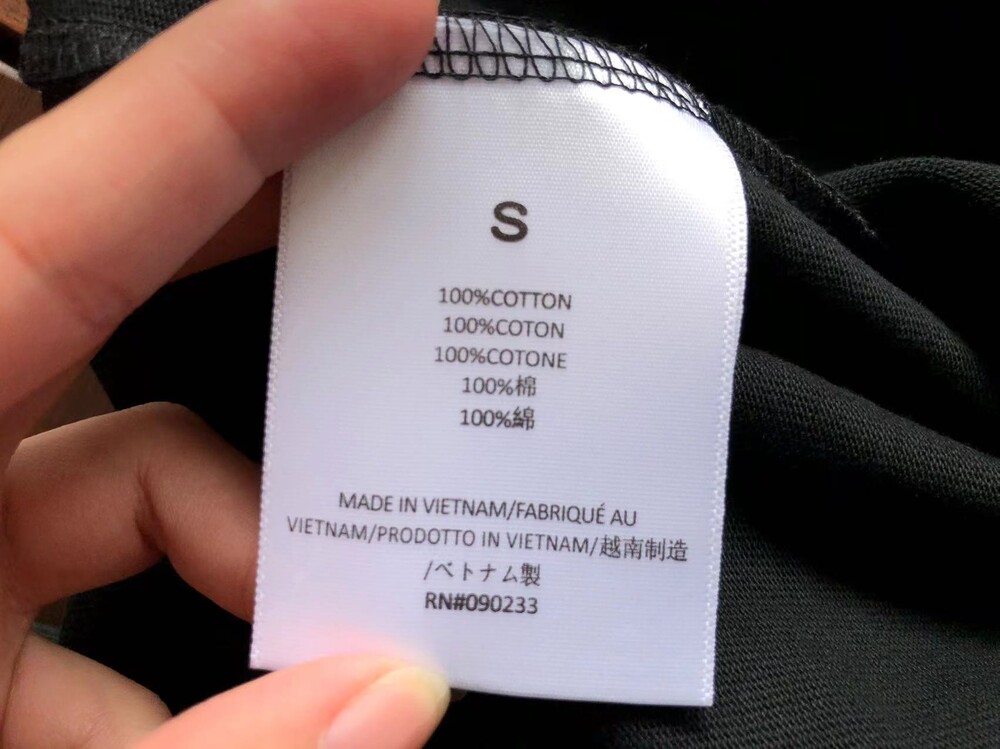 S
100%COTTON
100%COTON
100%COTONE
100%棉
100%綿
MADE IN VIETNAM/FABRIQUÉ AU
VIETNAM/PRODOTTO IN VIETNAM/越南制造
/ベトナム製
RN#090233